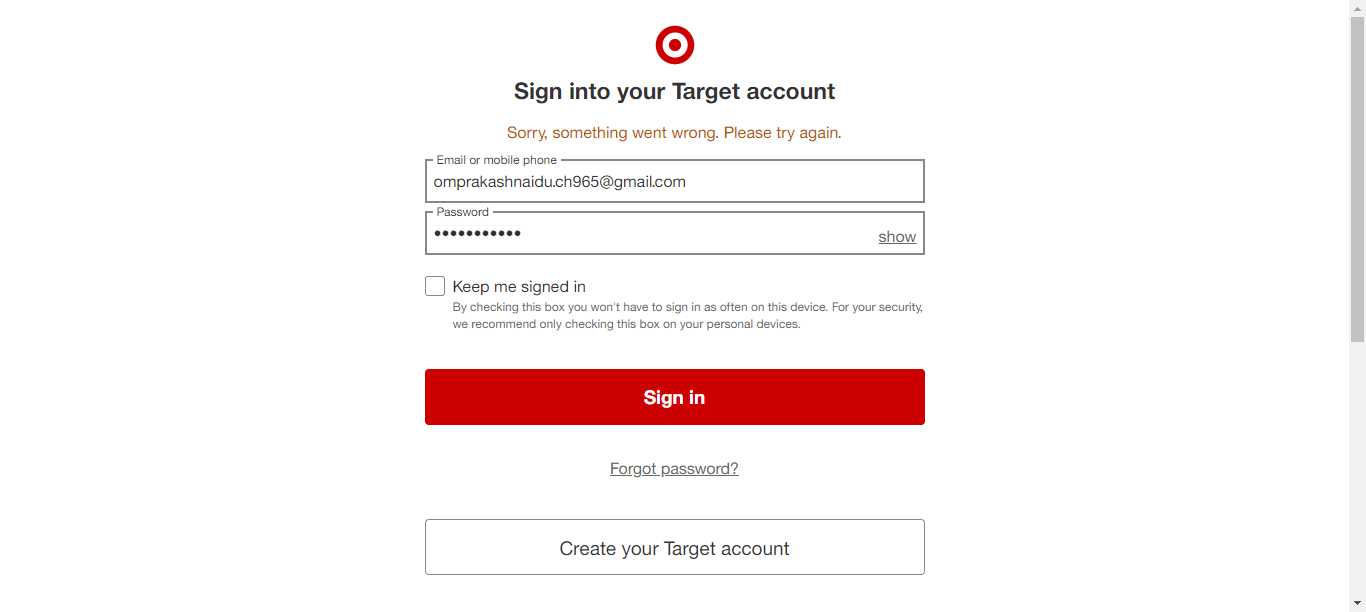 Sign into your Target account
Sorry, something went wrong. Please try again.
Email or mobile phone
omprakashnaidu.ch965@gmail.com
Password
•••••••••••
show
Keep me signed in
By checking this box you won't have to sign in as often on this device. For your security,
we recommend only checking this box on your personal devices.
Sign in
Forgot password?
Create your Target account